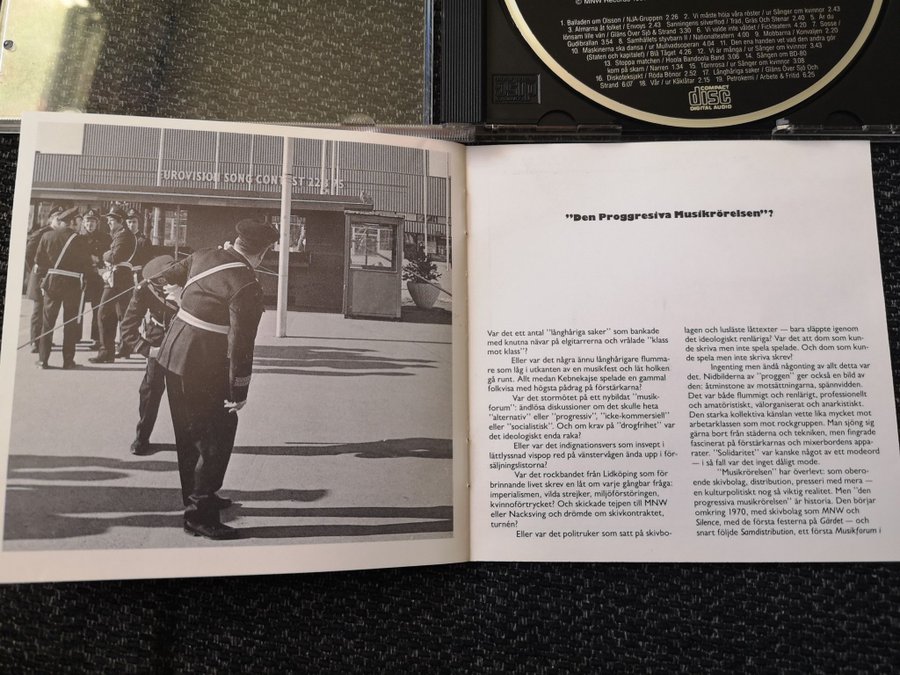 MNW Records
1. Balladen om Olsson / NJA-Gruppen 2.26 2. Vi måste höja våra röster / ur Sånger om kvinnor 2.43
3. Almarna åt folket / Envoys 2.43 Sanningens silverflod / Träd, Gräs Och Stenar 2.40 5. Är du
lönsam lille vän / Gläns Över Sjö & Strand 3.30 6. Vi valde inte våldet / Fickteatern 4.20 7. Sosse /
Gudibrallan 3.54 8. Samhällets styvbarn II / Nationalteatern 4.00 9. Mobbarna / Konvaljen 2.20
10. Maskinerna ska dansa / ur Mullvadsoperan 4.04 11. Den ena handen vet vad den andra gör
(Staten och kapitalet) / Blå Tåget 4.26 12. Vi är många / ur Sånger om kvinnor 3.43
13. Stoppa matchen / Hoola Bandoola Band 3.06 14. Sången om BD-80
kom på skam / Narren 1.34 15. Törnrosa / ur Sånger om kvinnor 3.08
16. Diskoteksjakt / Röda Bönor 2.52 17. Långhåriga saker / Gläns Över Sjö Och
Strand 6.07 18. Vår / Käklåtar 2.15 19. Petrokemi / Arbete & Fritid 6.25
COMPACT
disc
DIGITAL AUDIO
EUROVISION SONG CONTEST 22 3 75
"Den Proggresiva Musikrörelsen"?
Var det ett antal "långhåriga saker" som bankade
med knutna nävar på elgitarrerna och vrålade "klass
mot klass"?
Eller var det några ännu långhårigare flumma-
re som låg i utkanten av en musikfest och lät holken
gå runt. Allt medan Kebnekajse spelade en gammal
folkvisa med högsta pådrag på förstärkarna?
Var det stormötet på ett nybildat "musik-
forum": ändlösa diskussioner om det skulle heta
"alternativ" eller "progressiv", "icke-kommersiell"
eller "socialistisk". Och om krav på "drogfrihet" var
det ideologiskt enda raka?
Eller var det indignationsvers som insvept i
lättlyssnad vispop red på vänstervågen ända upp i för-
säljningslistorna?
Var det rockbandet från Lidköping som för
brinnande livet skrev en låt om varje gångbar fråga:
imperialismen, vilda strejker, miljöförstöringen,
kvinnoförtrycket? Och skickade tejpen till MNW
eller Nacksving och drömde om skivkontraktet,
turnén?
Eller var det politruker som satt på skivbo-
lagen och lusläste låttexter — bara släppte igenom
det ideologiskt renläriga? Var det att dom som kun-
de skriva men inte spela spelade. Och dom som kun-
de spela men inte skriva skrev?
Ingenting men ändå någonting av allt detta var
det. Nidbilderna av "proggen" ger också en bild av
den: åtminstone av motsättningarna, spännvidden.
Det var både flummigt och renlärigt, professionellt
och amatöristiskt, välorganiserat och anarkistiskt.
Den starka kollektiva känslan vette lika mycket mot
arbetarklassen som mot rockgruppen. Man sjöng sig
gärna bort från städerna och tekniken, men fingrade
fascinerat på förstärkarnas och mixerbordens appa-
rater. "Solidaritet" var kanske något av ett modeord
— i så fall var det inget dåligt mode.
"Musikrörelsen" har överlevt: som oberoo-
ende skivbolag, distribution, presseri med mera —
en kulturpolitiskt nog så viktig realitet. Men "den
progressiva musikrörelsen" är historia. Den börjar
omkring 1970, med skivbolag som MNW och
Silence, med de första festerna på Gärdet — och
snart följde Samdistribution, ett första Musikforum i